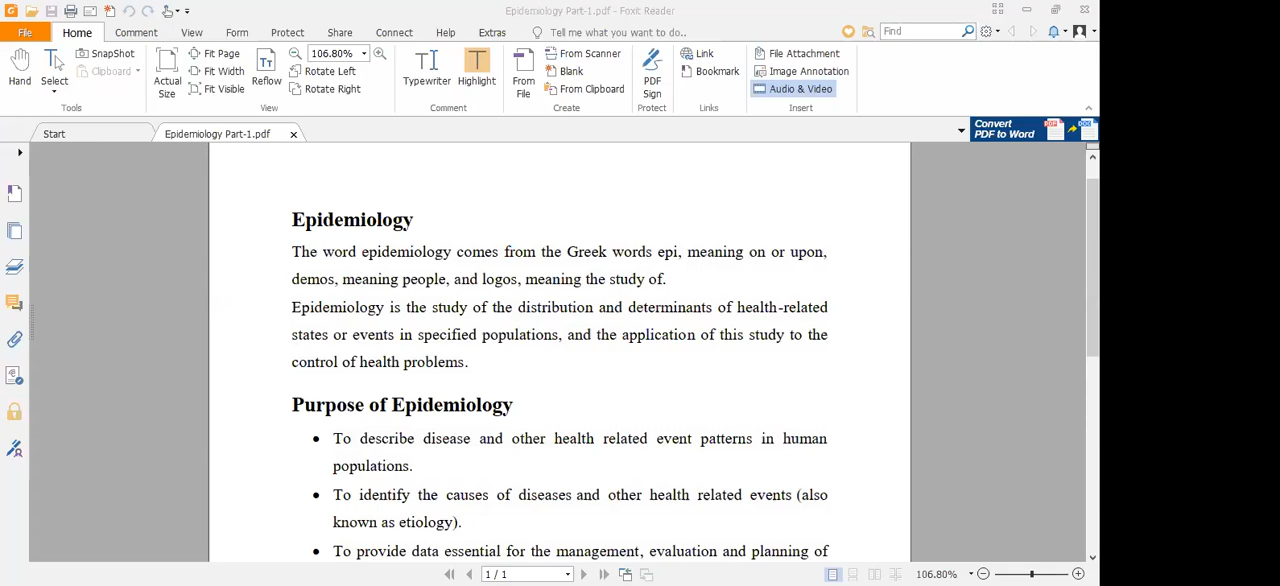 Epidemiology Part-1.pdf - Foxit Reader
File Home Comment View Form Protect Share Connect Help Extras Tell me what you want to do.. Find
Hand Select SnapShot Clipboard Tools
Actual Size Fit Page Fit Width Fit Visible Reflow 106.80% Rotate Left Rotate Right View
Typewriter Highlight Comment
From File From Scanner Blank From Clipboard Create
PDF Sign Protect
Link Bookmark Links
File Attachment Image Annotation Audio & Video Insert
Start Epidemiology Part-1.pdf
Convert PDF to Word
Epidemiology
The word epidemiology comes from the Greek words epi, meaning on or upon,
demos, meaning people, and logos, meaning the study of.
Epidemiology is the study of the distribution and determinants of health-related
states or events in specified populations, and the application of this study to the
control of health problems.
Purpose of Epidemiology
• To describe disease and other health related event patterns in human
populations.
• To identify the causes of diseases and other health related events (also
known as etiology).
• To provide data essential for the management, evaluation and planning of
1 / 1 106.80%